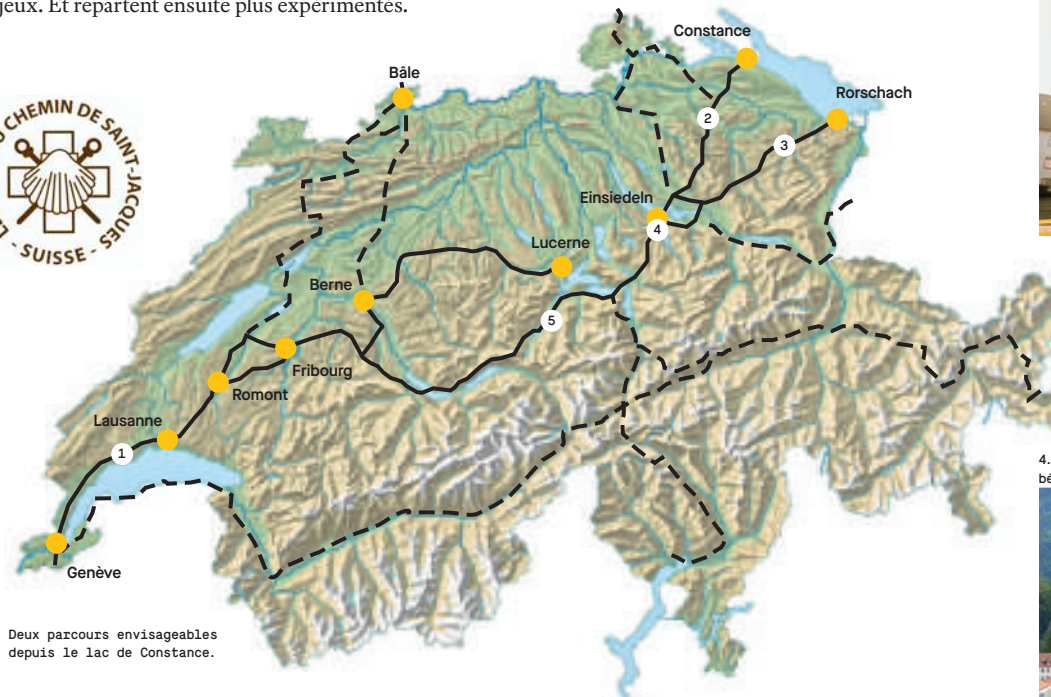 jeux. Et repartent ensuite plus expérimentés.
CHEMIN DE SAINT-JACQUES
- SUISSE -
Constance
Bâle
Rorschach
2
3
Einsiedeln
4
Lucerne
Berne
5
Fribourg
Romont
Lausanne
1
Genève
4.
Deux parcours envisageables
depuis le lac de Constance.